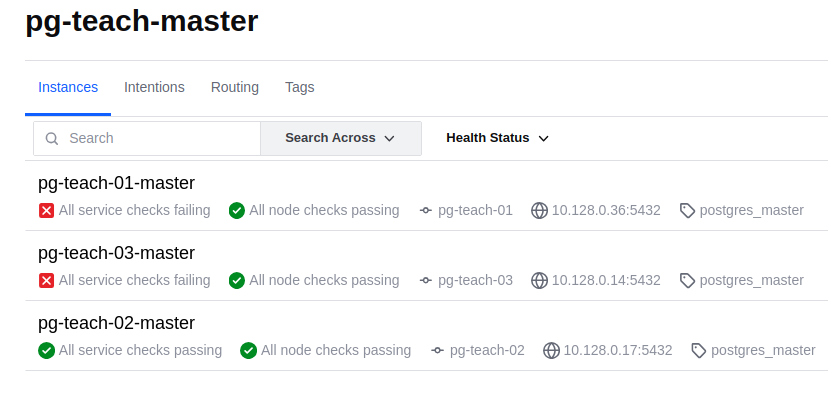 pg-teach-master
Instances Intentions Routing Tags
Search Search Across Health Status
pg-teach-01-master
All service checks failing All node checks passing pg-teach-01 10.128.0.36:5432 postgres_master
pg-teach-03-master
All service checks failing All node checks passing pg-teach-03 10.128.0.14:5432 postgres_master
pg-teach-02-master
All service checks passing All node checks passing pg-teach-02 10.128.0.17:5432 postgres_master